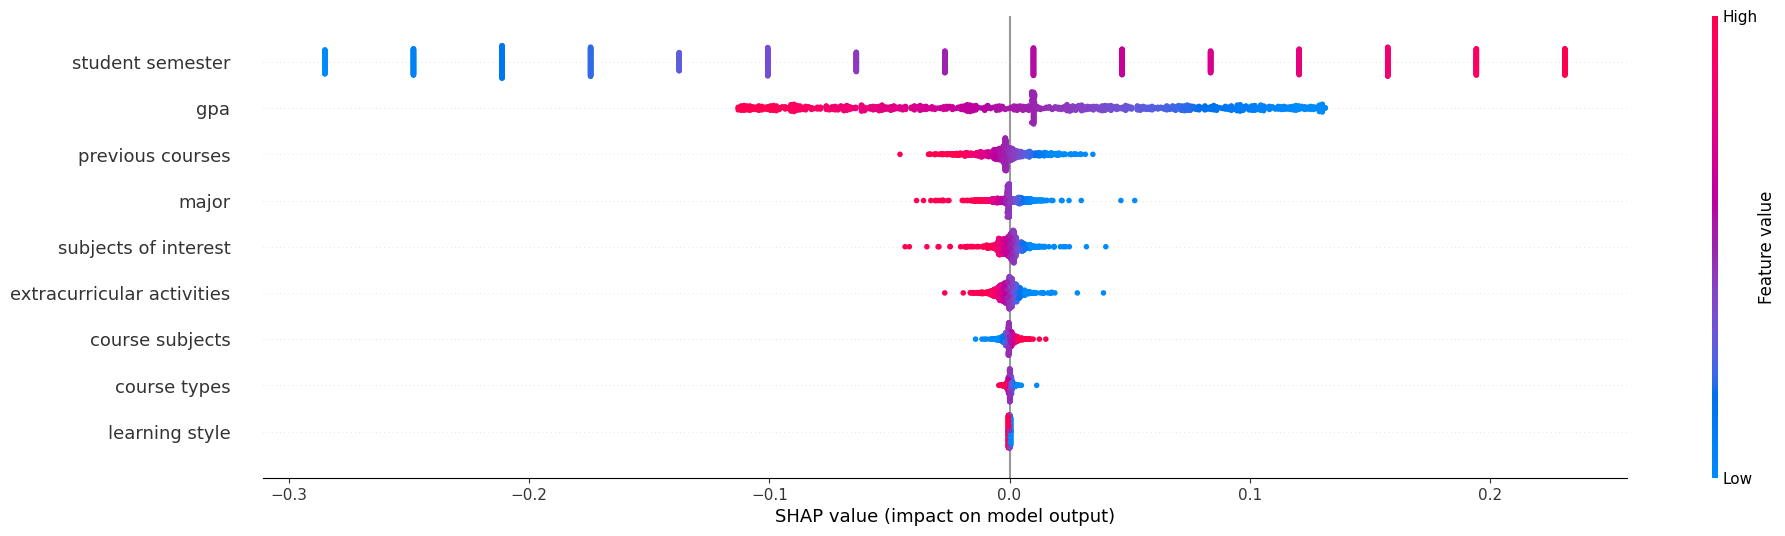 High
student semester
gpa
previous courses
major
subjects of interest
extracurricular activities
course subjects
course types
learning style
Feature value
Low
−0.3 −0.2 −0.1 0.0 0.1 0.2
SHAP value (impact on model output)